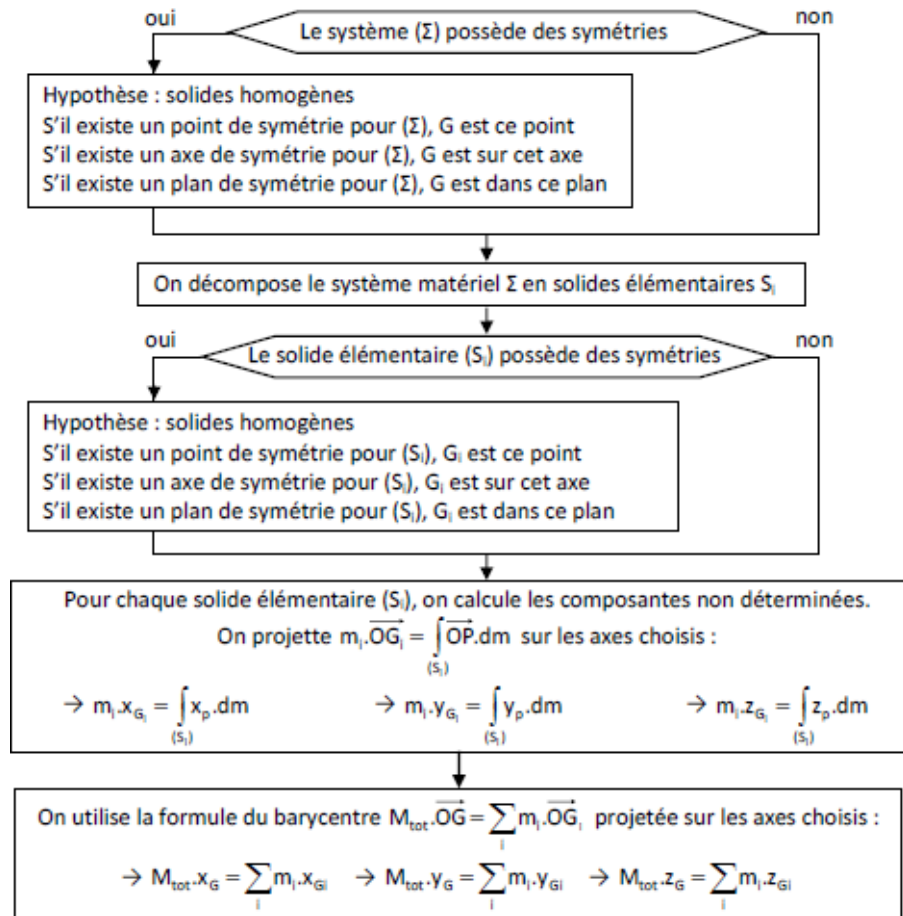 oui
Le système (Σ) possède des symétries
non
Hypothèse : solides homogènes
S'il existe un point de symétrie pour (Σ), G est ce point
S'il existe un axe de symétrie pour (Σ), G est sur cet axe
S'il existe un plan de symétrie pour (Σ), G est dans ce plan
On décompose le système matériel Σ en solides élémentaires Sᵢ
oui
Le solide élémentaire (Sᵢ) possède des symétries
non
Hypothèse : solides homogènes
S'il existe un point de symétrie pour (Sᵢ), Gᵢ est ce point
S'il existe un axe de symétrie pour (Sᵢ), Gᵢ est sur cet axe
S'il existe un plan de symétrie pour (Sᵢ), Gᵢ est dans ce plan
Pour chaque solide élémentaire (Sᵢ), on calcule les composantes non déterminées.
On projette mᵢ.OGᵢ = ∫(Sᵢ) OP.dm sur les axes choisis :
→ mᵢ.x_Gᵢ = ∫(Sᵢ) xₚ.dm → mᵢ.y_Gᵢ = ∫(Sᵢ) yₚ.dm → mᵢ.z_Gᵢ = ∫(Sᵢ) zₚ.dm
On utilise la formule du barycentre M_tot.OG = ∑ᵢ mᵢ.OGᵢ projetée sur les axes choisis :
→ M_tot.x_G = ∑ᵢ mᵢ.x_Gi → M_tot.y_G = ∑ᵢ mᵢ.y_Gi → M_tot.z_G = ∑ᵢ mᵢ.z_Gi